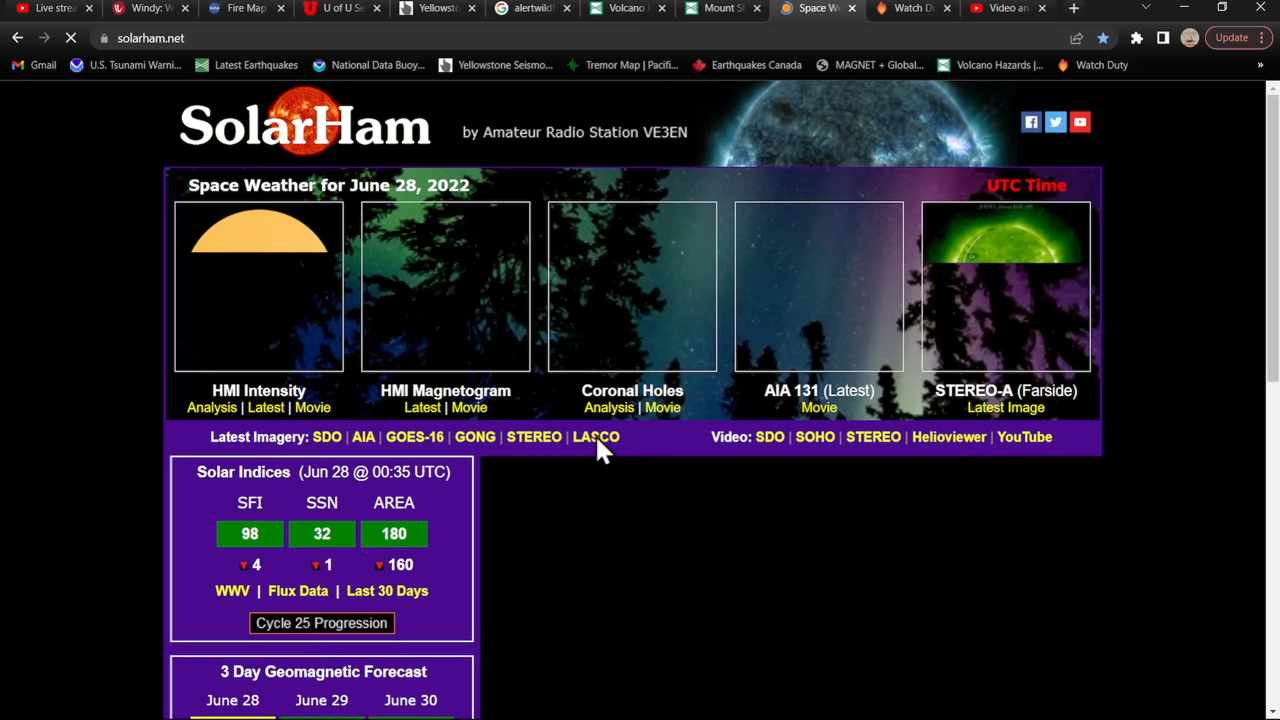 Live stream
Windy: W
Fire Map
U of U Se
Yellowst
alertwildf
Volcano H
Mount S
Space We
Watch Du
Video an
solarham.net
Update
Gmail
U.S. Tsunami Warni...
Latest Earthquakes
National Data Buoy...
Yellowstone Seismo...
Tremor Map | Pacifi...
Earthquakes Canada
MAGNET + Global...
Volcano Hazards |...
Watch Duty
»
SolarHam
by Amateur Radio Station VE3EN
Space Weather for June 28, 2022
UTC Time
HMI Intensity
Analysis | Latest | Movie
HMI Magnetogram
Latest | Movie
Coronal Holes
Analysis | Movie
AIA 131 (Latest)
Movie
STEREO-A (Farside)
Latest Image
Latest Imagery: SDO | AIA | GOES-16 | GONG | STEREO | LASCO
Video: SDO | SOHO | STEREO | Helioviewer | YouTube
Solar Indices (Jun 28 @ 00:35 UTC)
SFI SSN AREA
98 32 180
4 1 160
WWV | Flux Data | Last 30 Days
Cycle 25 Progression
3 Day Geomagnetic Forecast
June 28 June 29 June 30